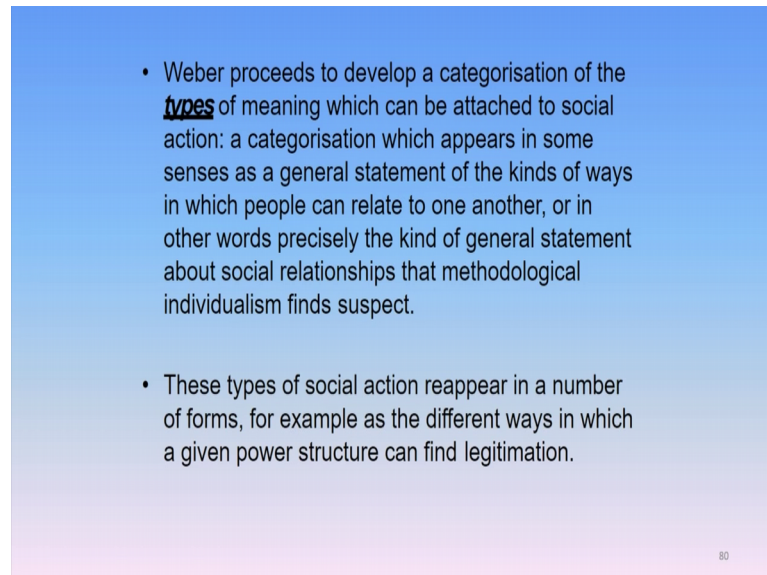 • Weber proceeds to develop a categorisation of the
types of meaning which can be attached to social
action: a categorisation which appears in some
senses as a general statement of the kinds of ways
in which people can relate to one another, or in
other words precisely the kind of general statement
about social relationships that methodological
individualism finds suspect.
• These types of social action reappear in a number
of forms, for example as the different ways in which
a given power structure can find legitimation.
80